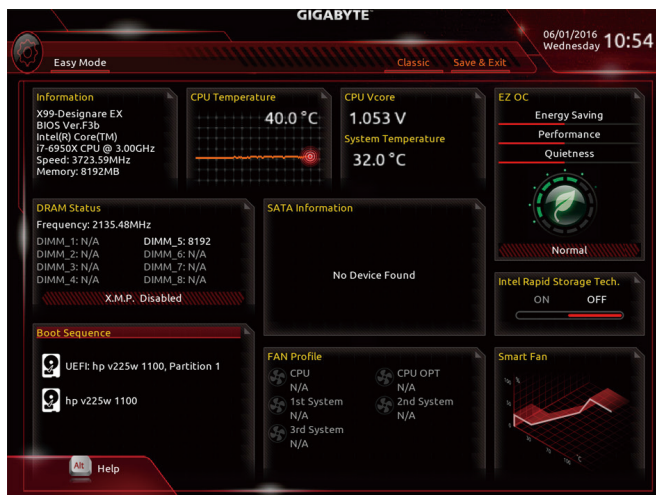 GIGABYTE™
06/01/2016
Wednesday
10:54
Easy Mode
Classic
Save & Exit
Information
X99-Designare EX
BIOS Ver.F3b
Intel(R) Core(TM)
i7-6950X CPU @ 3.00GHz
Speed: 3723.59MHz
Memory: 8192MB
CPU Temperature
40.0 °C
CPU Vcore
1.053 V
System Temperature
32.0 °C
EZ OC
Energy Saving
Performance
Quietness
Normal
DRAM Status
Frequency: 2135.48MHz
DIMM_1: N/A DIMM_5: 8192
DIMM_2: N/A DIMM_6: N/A
DIMM_3: N/A DIMM_7: N/A
DIMM_4: N/A DIMM_8: N/A
X.M.P. Disabled
SATA Information
No Device Found
Intel Rapid Storage Tech.
ON OFF
Boot Sequence
UEFI: hp v225w 1100, Partition 1
hp v225w 1100
FAN Profile
CPU
N/A
CPU OPT
N/A
1st System
N/A
2nd System
N/A
3rd System
N/A
Smart Fan
Alt
Help